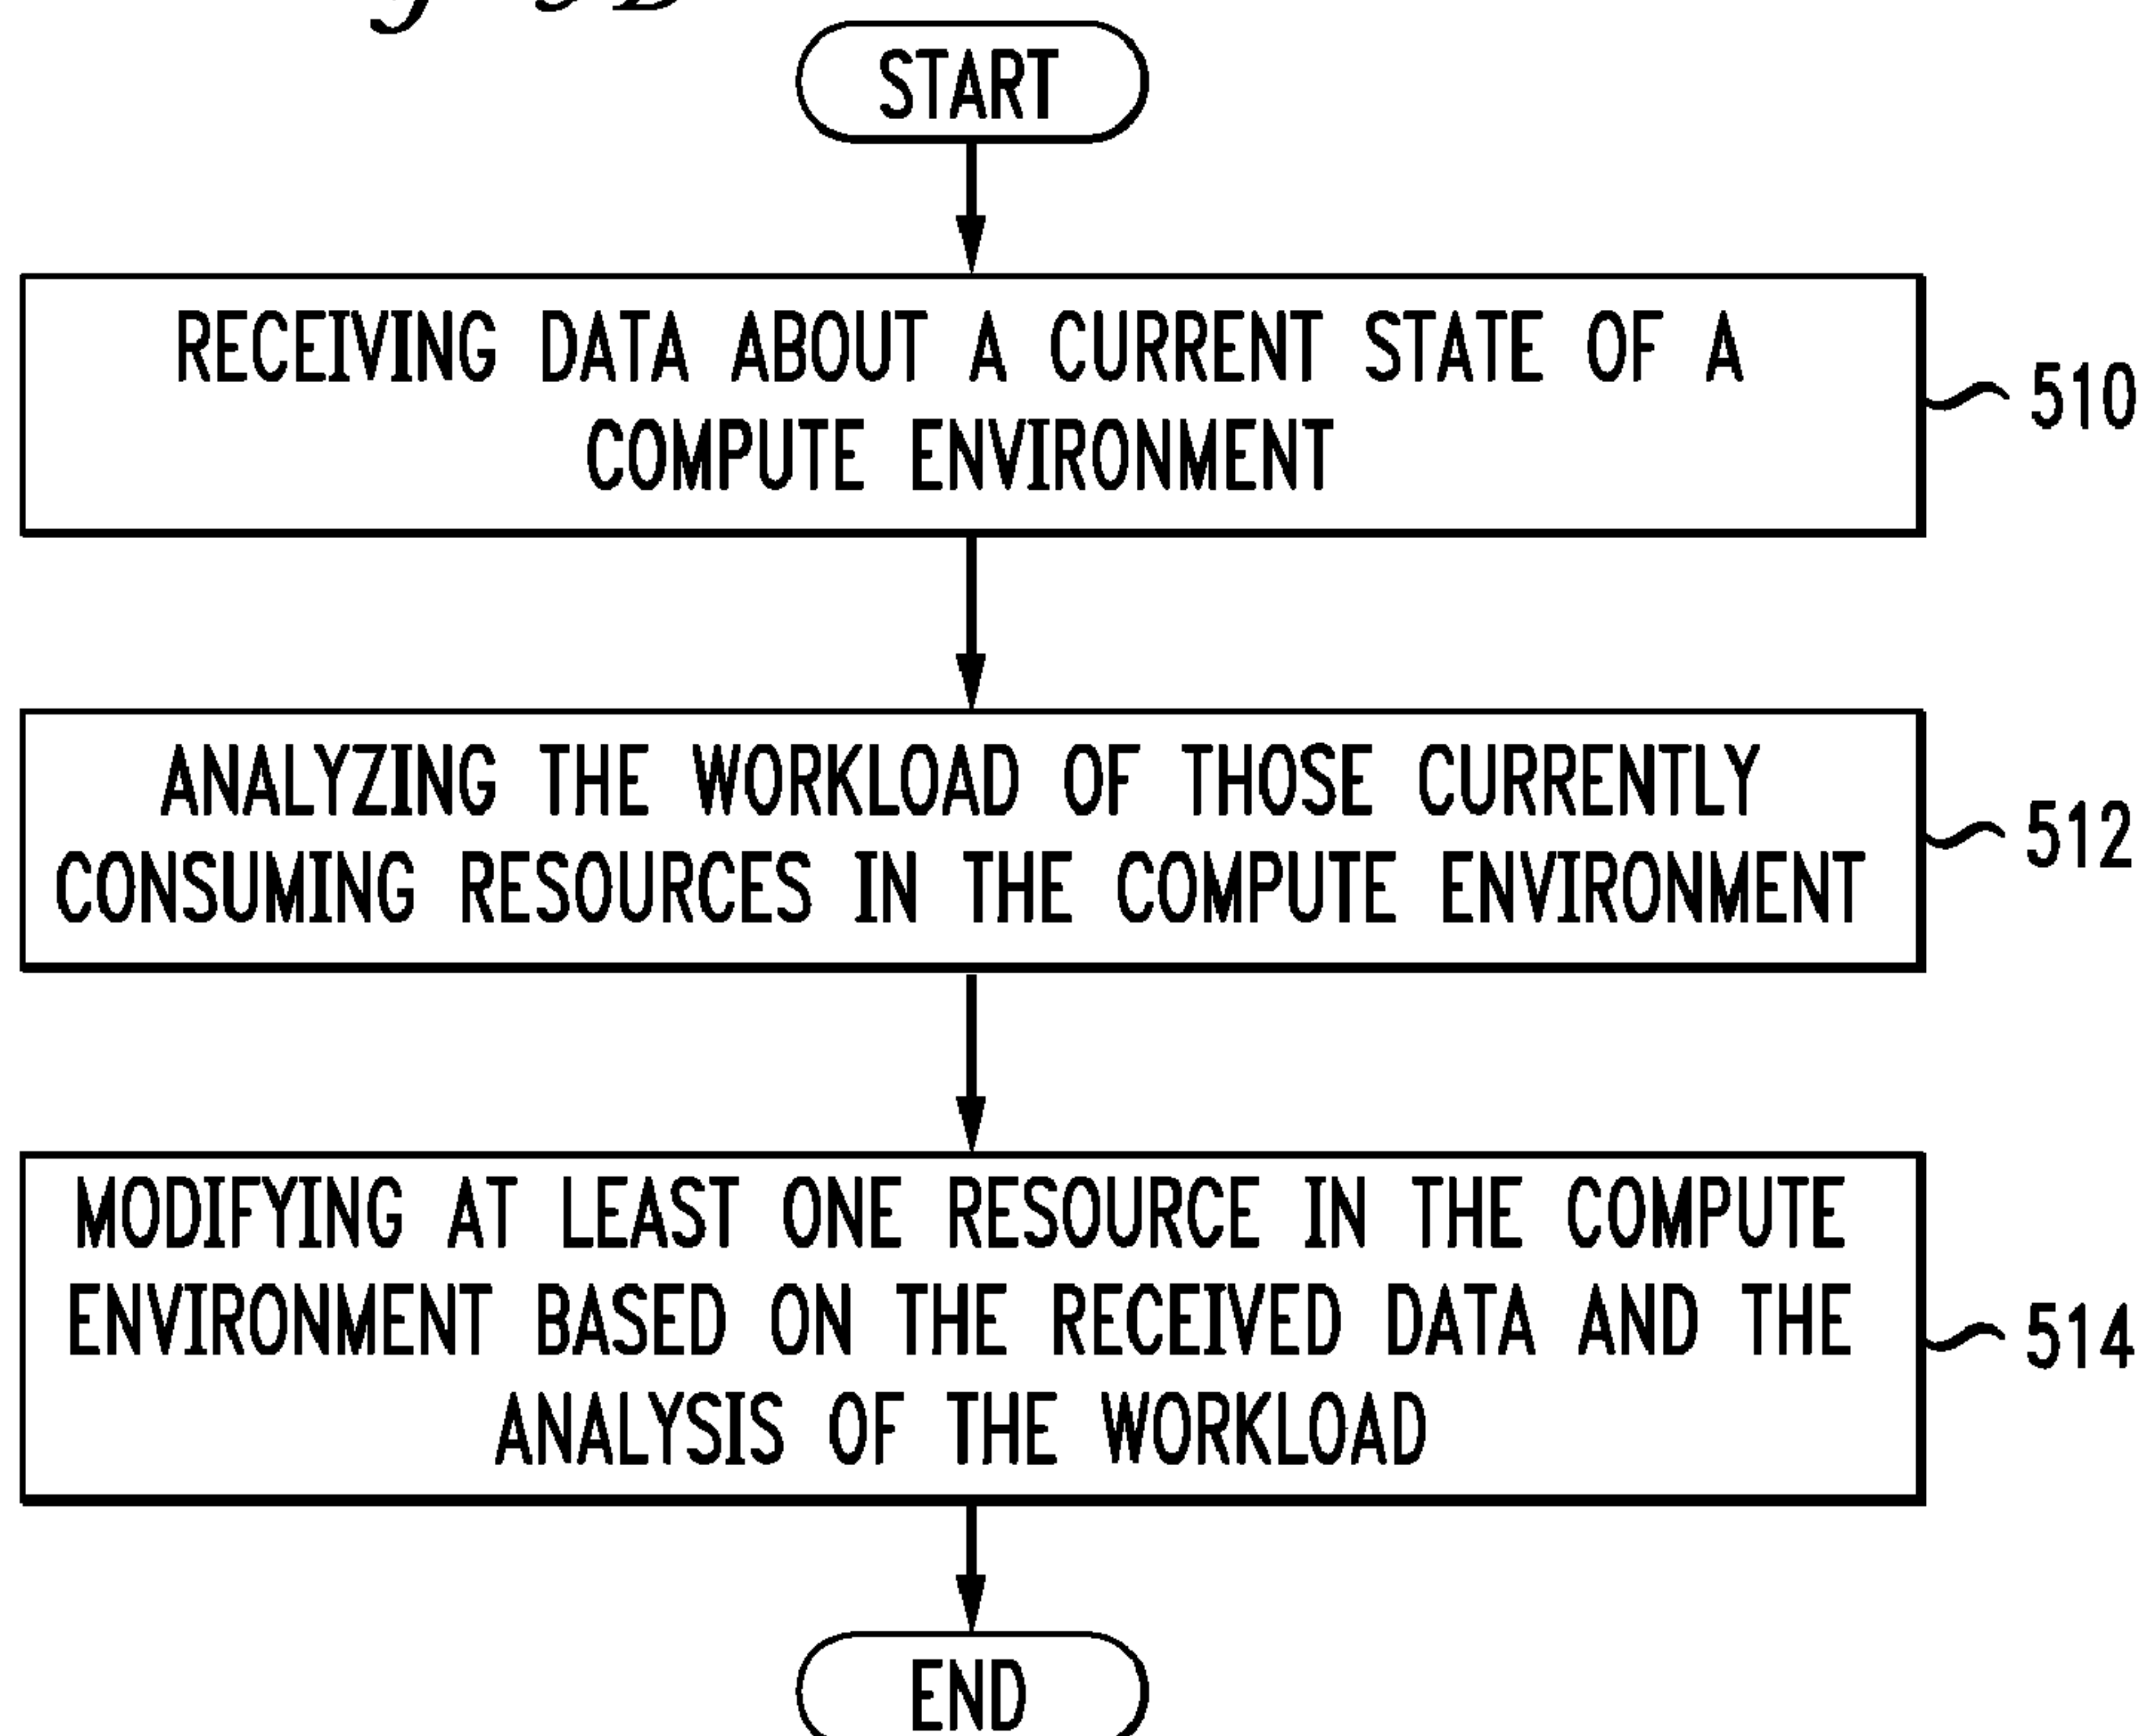 START
RECEIVING DATA ABOUT A CURRENT STATE OF A
COMPUTE ENVIRONMENT
510
ANALYZING THE WORKLOAD OF THOSE CURRENTLY
CONSUMING RESOURCES IN THE COMPUTE ENVIRONMENT
512
MODIFYING AT LEAST ONE RESOURCE IN THE COMPUTE
ENVIRONMENT BASED ON THE RECEIVED DATA AND THE
ANALYSIS OF THE WORKLOAD
514
END